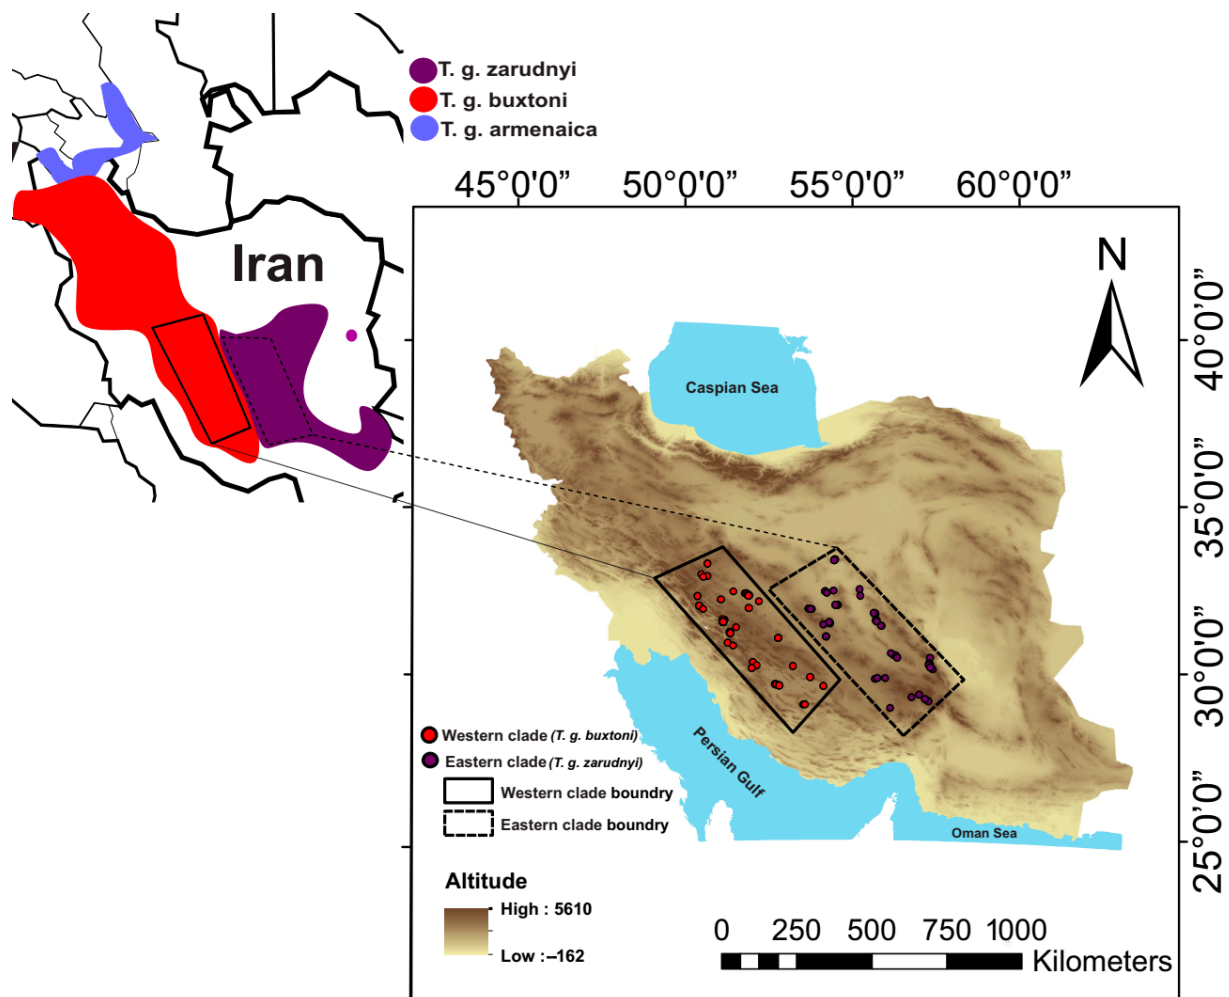 T. g. zarudnyi
T. g. buxtoni
T. g. armenaica
Iran
45°0'0” 50°0'0” 55°0'0” 60°0'0”
N
40°0'0”
35°0'0”
30°0'0”
25°0'0”
Caspian Sea
Persian Gulf
Oman Sea
Western clade (T. g. buxtoni)
Eastern clade (T. g. zarudnyi)
Western clade boundry
Eastern clade boundry
Altitude
High : 5610
Low :–162
0 250 500 750 1000
Kilometers